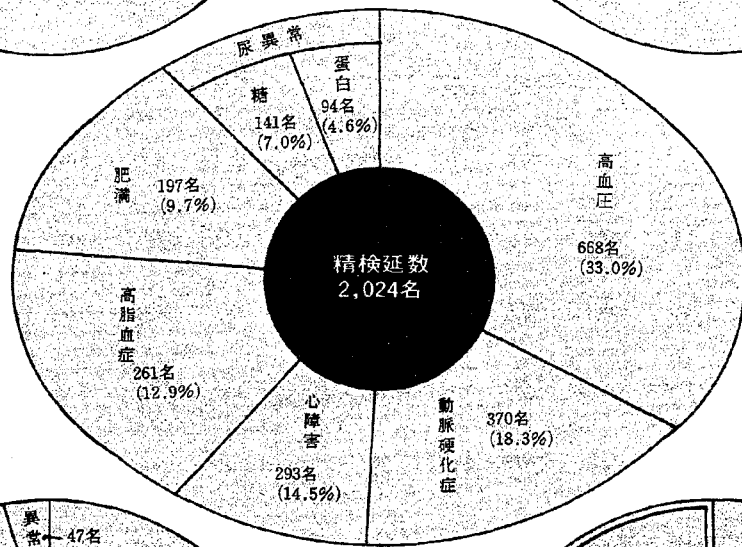 尿異常
蛋白
94名
(4.6%)
糖
141名
(7.0%)
高血圧
668名
(33.0%)
肥満
197名
(9.7%)
精検延数
2,024名
高脂血症
261名
(12.9%)
心障害
293名
(14.5%)
動脈硬化症
370名
(18.3%)
異常
47名